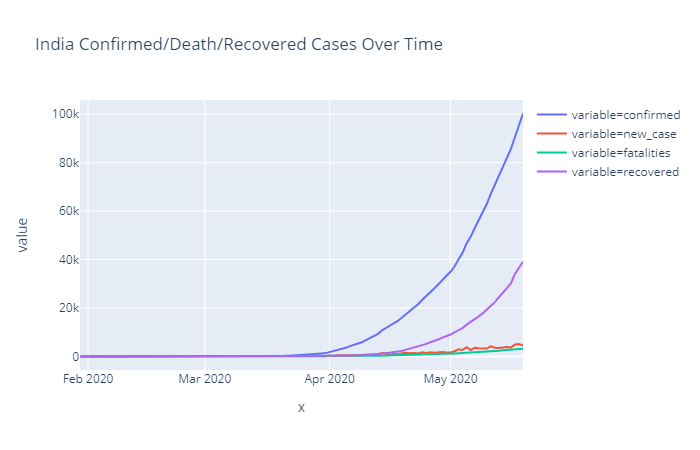 India Confirmed/Death/Recovered Cases Over Time
100k
80k
60k
40k
20k
0
value
Feb 2020
Mar 2020
Apr 2020
May 2020
x
variable=confirmed
variable=new_case
variable=fatalities
variable=recovered